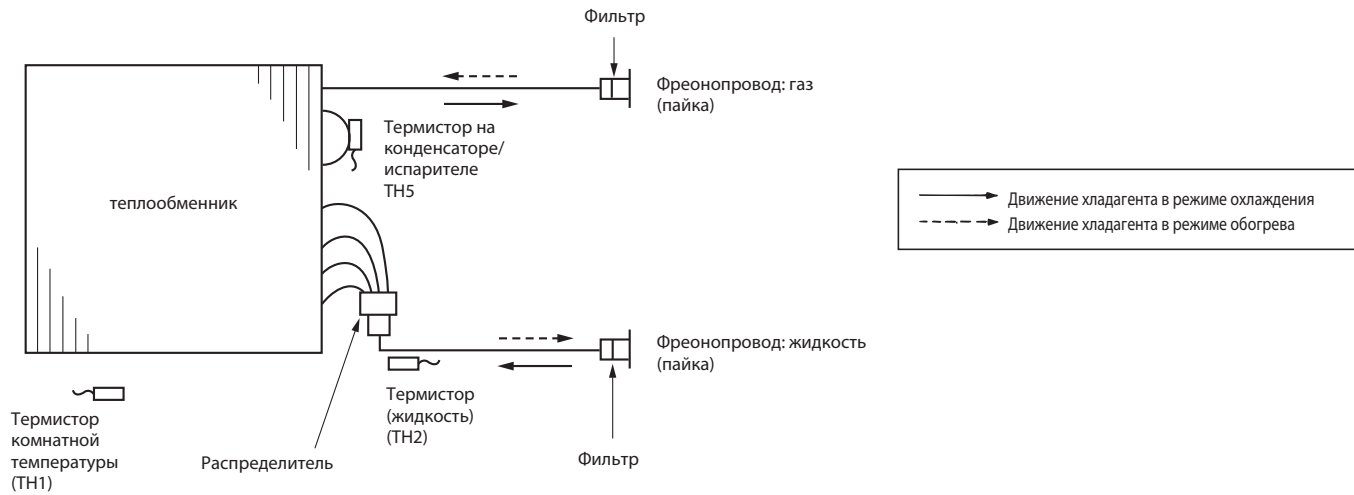 Фильтр
Фреонопровод: газ
(пайка)
Термистор на
конденсаторе/
испарителе
TH5
теплообменник
Движение хладагента в режиме охлаждения
Движение хладагента в режиме обогрева
Фреонопровод: жидкость
(пайка)
Термистор
(жидкость)
(TH2)
Термистор
комнатной
температуры
(TH1)
Распределитель
Фильтр